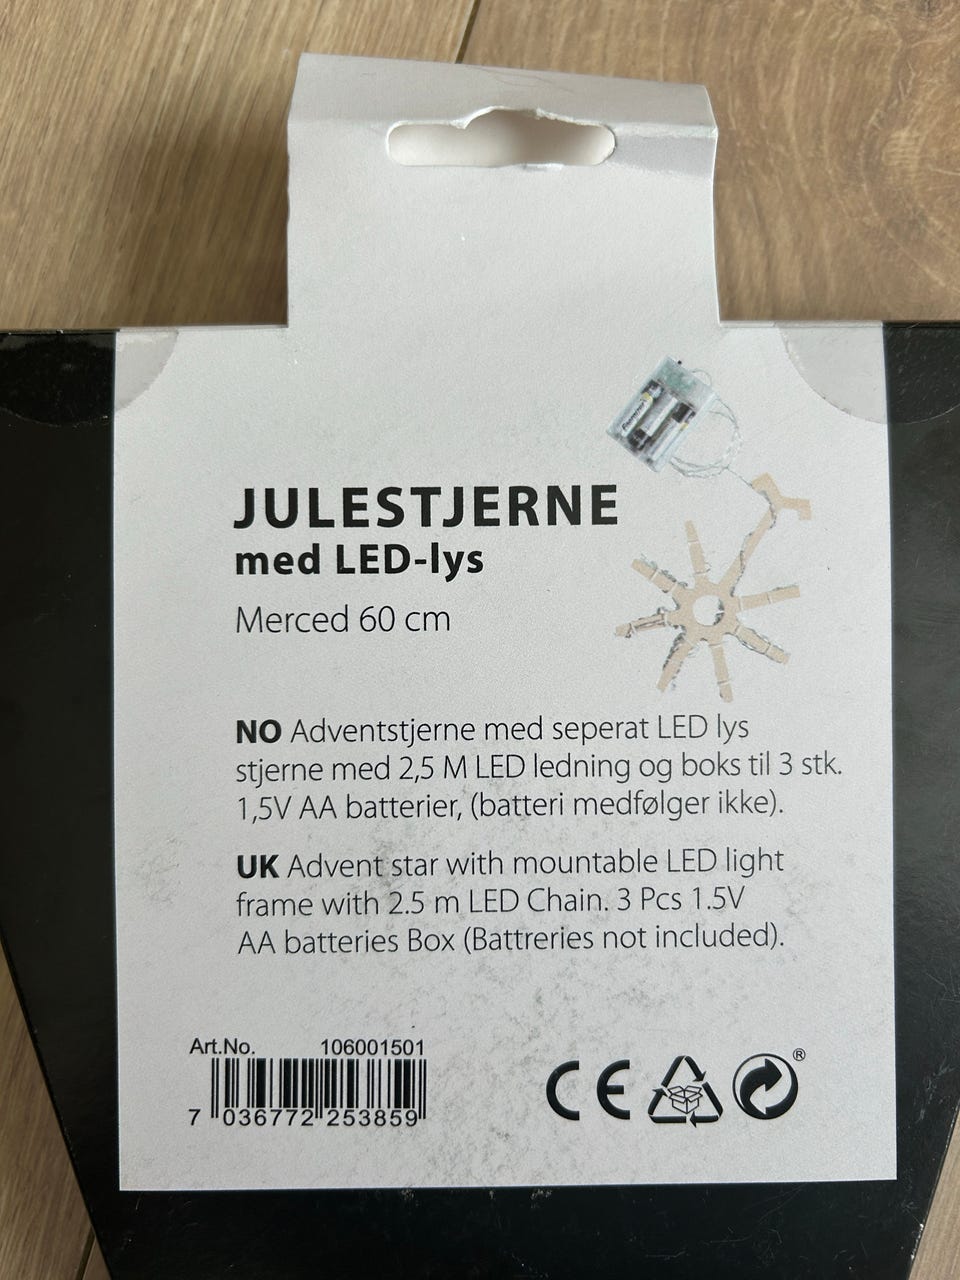 JULESTJERNE
med LED-lys
Merced 60 cm
NO Adventstjerne med seperat LED lys
stjerne med 2,5 M LED ledning og boks til 3 stk.
1,5V AA batterier, (batteri medfølger ikke).
UK Advent star with mountable LED light
frame with 2.5 m LED Chain. 3 Pcs 1.5V
AA batteries Box (Battreries not included).
Art.No. 106001501
7 036772 253859
CE
®